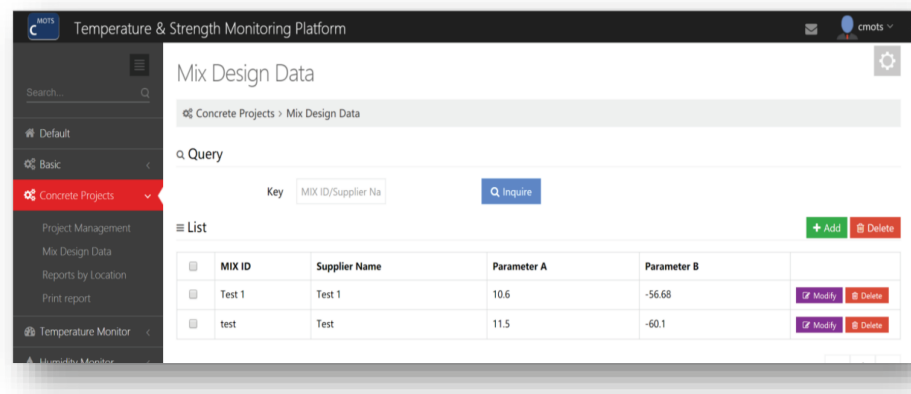 MOTS
C
Temperature & Strength Monitoring Platform
cmots
Search...
Default
Basic
Concrete Projects
Project Management
Mix Design Data
Reports by Location
Print report
Temperature Monitor
Humidity Monitor
Mix Design Data
Concrete Projects > Mix Design Data
Query
Key MIX ID/Supplier Na Inquire
List
Add Delete
MIX ID Supplier Name Parameter A Parameter B
Test 1 Test 1 10.6 -56.68 Modify Delete
test Test 11.5 -60.1 Modify Delete